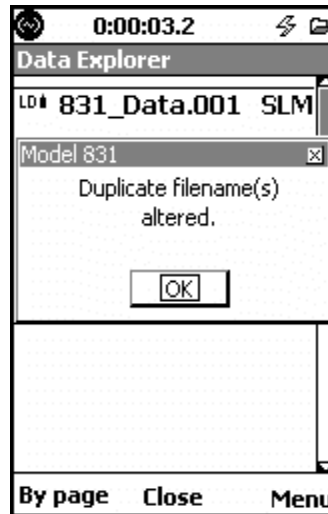 0:00:03.2
Data Explorer
LD 831_Data.001 SLM
Model 831
Duplicate filename(s)
altered.
OK
By page Close Menu